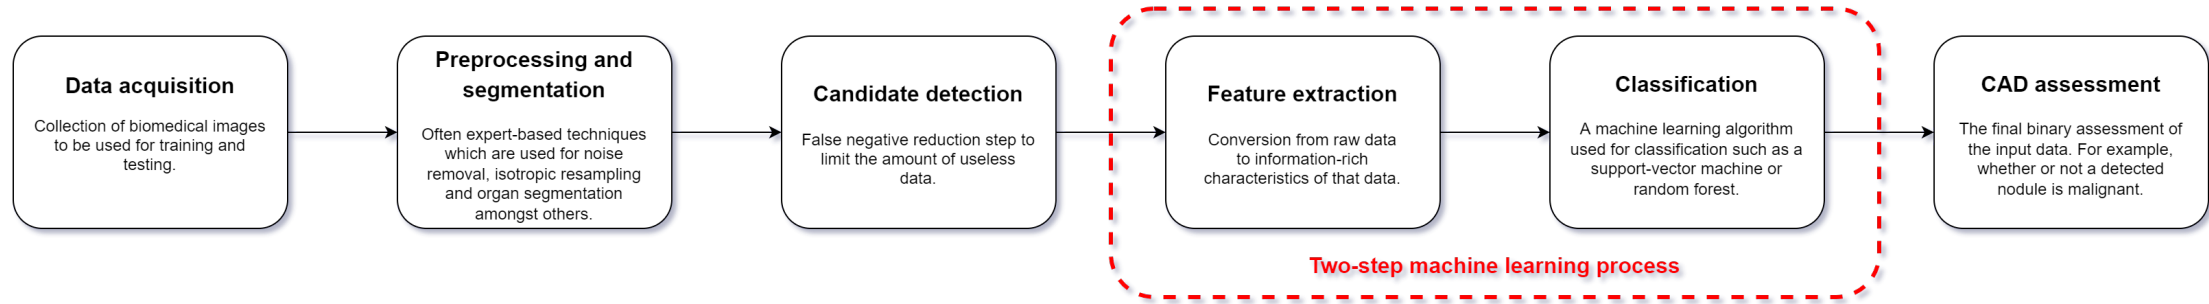 Data acquisition
Collection of biomedical images
to be used for training and
testing.
Preprocessing and
segmentation
Often expert-based techniques
which are used for noise
removal, isotropic resampling
and organ segmentation
amongst others.
Candidate detection
False negative reduction step to
limit the amount of useless
data.
Feature extraction
Conversion from raw data
to information-rich
characteristics of that data.
Classification
A machine learning algorithm
used for classification such as a
support-vector machine or
random forest.
CAD assessment
The final binary assessment of
the input data. For example,
whether or not a detected
nodule is malignant.
Two-step machine learning process